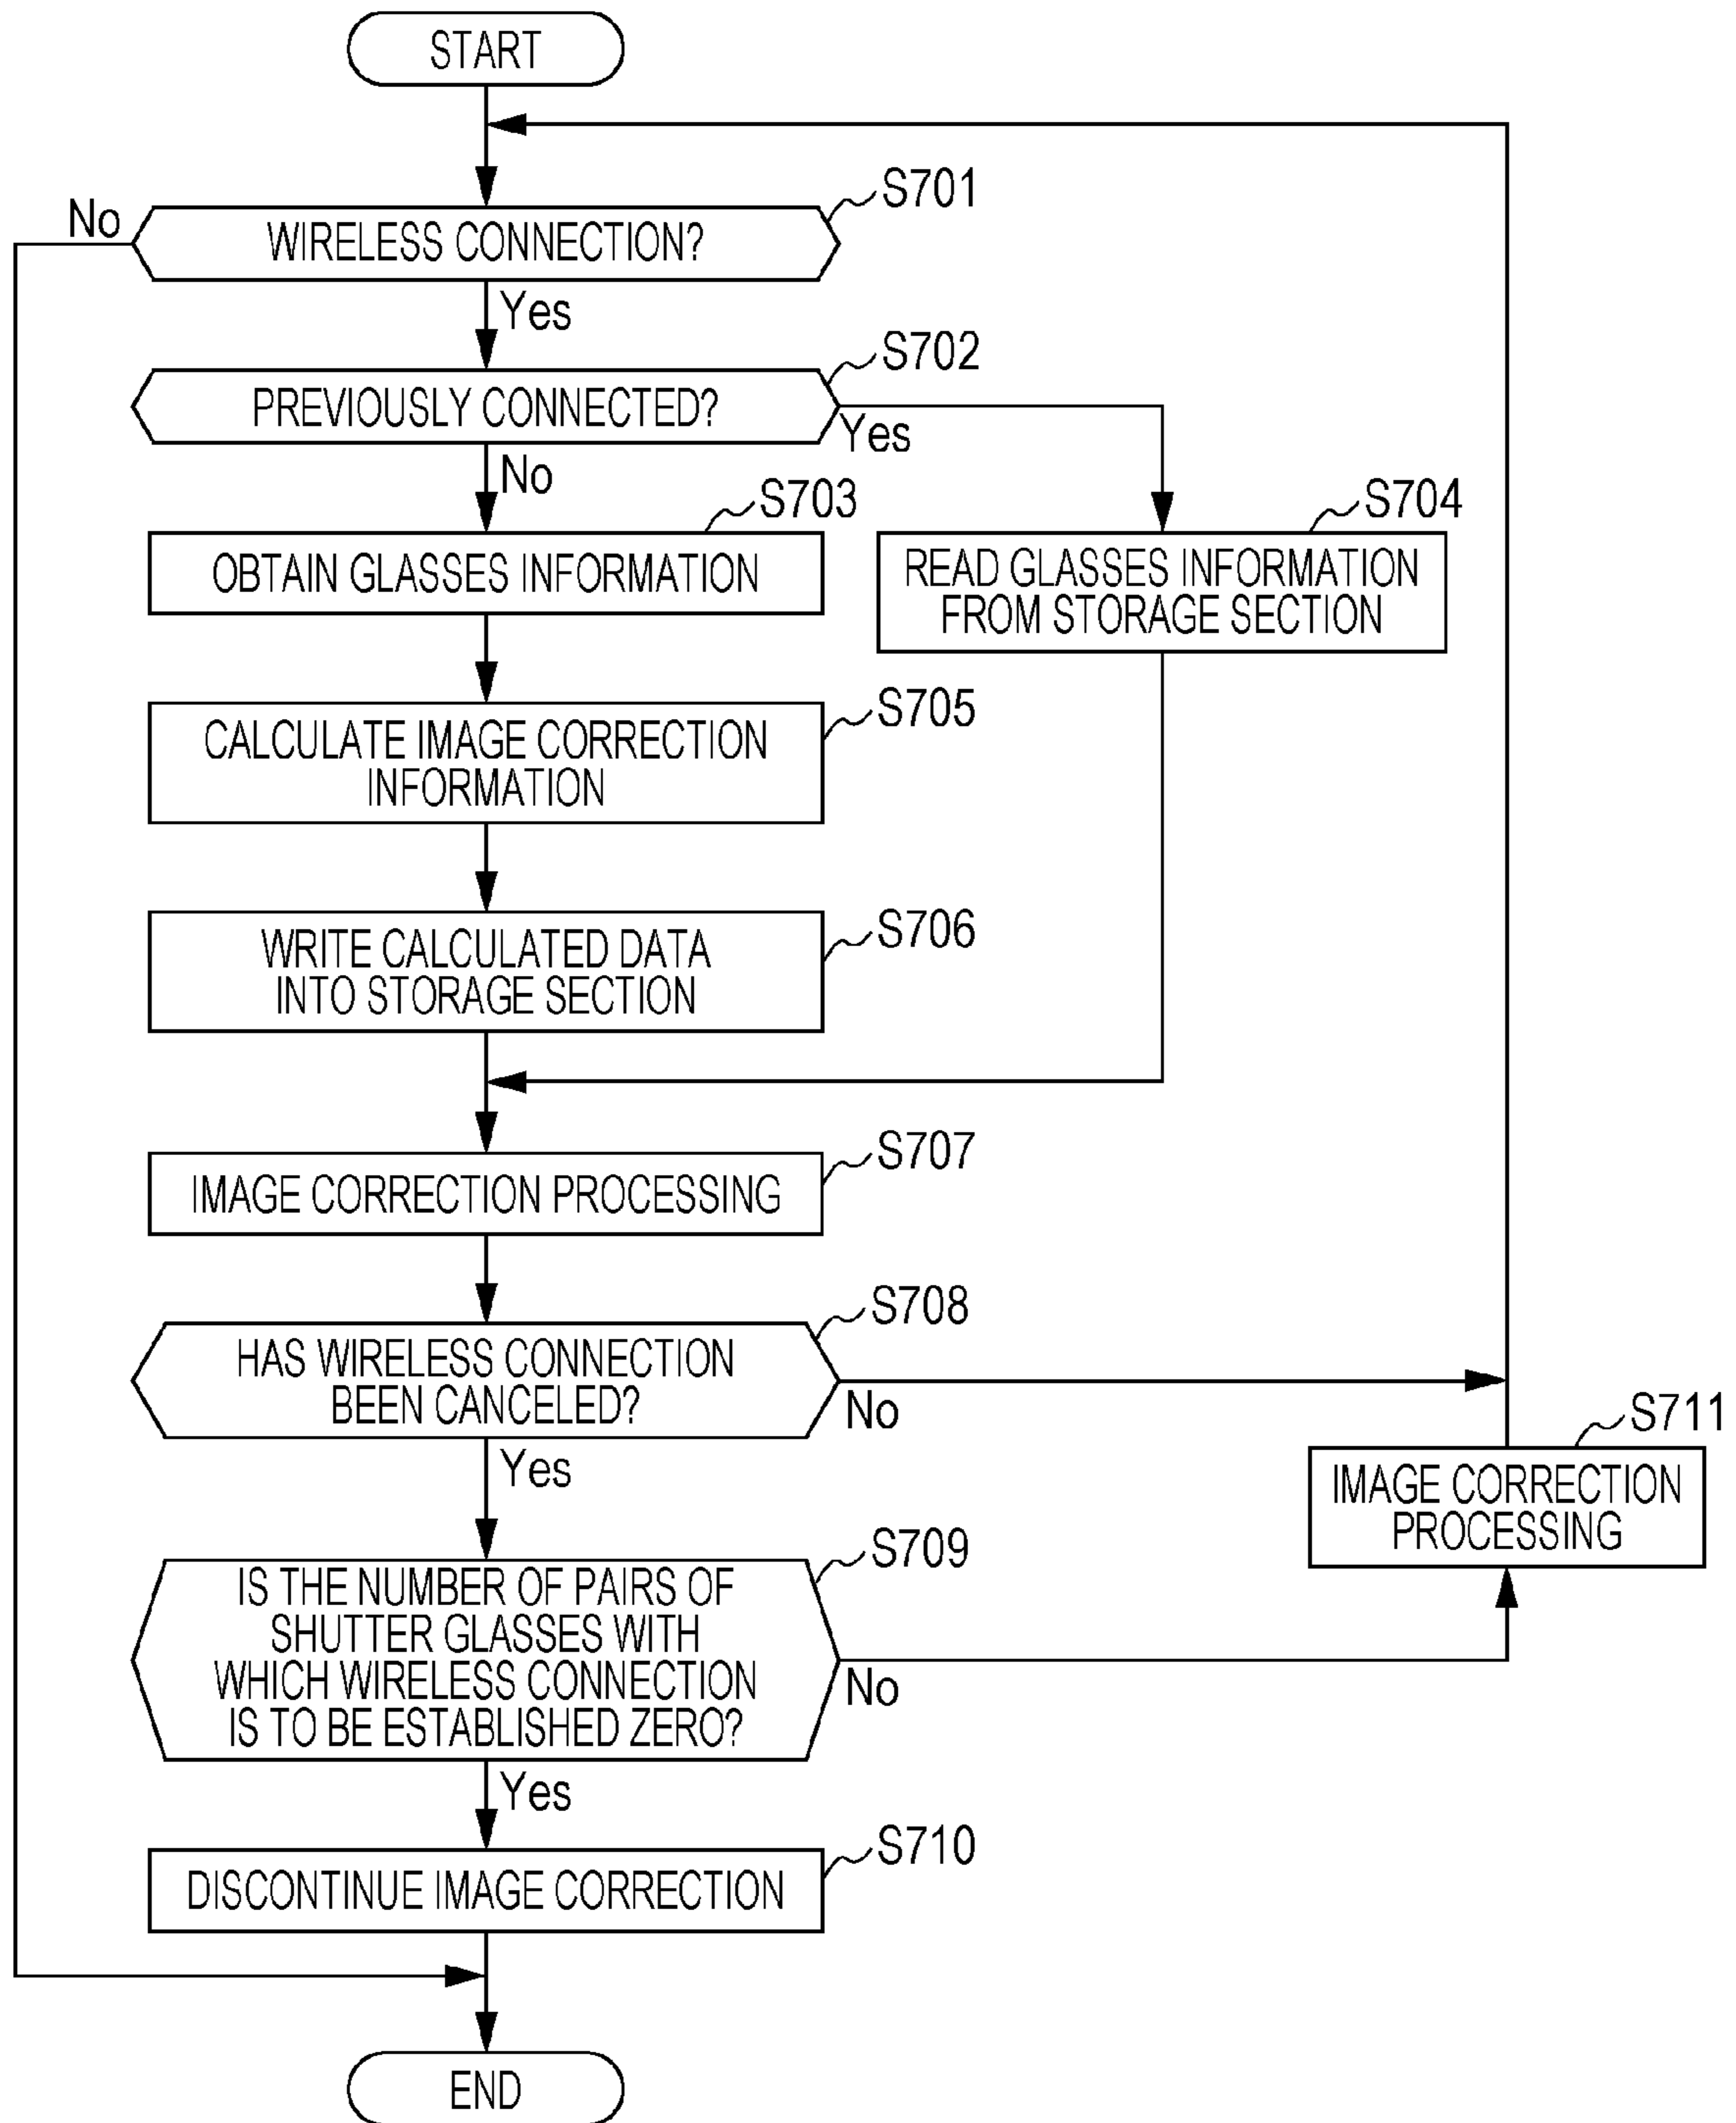 START
S701
No
WIRELESS CONNECTION?
Yes
S702
PREVIOUSLY CONNECTED?
Yes
No
S703
S704
OBTAIN GLASSES INFORMATION
READ GLASSES INFORMATION
FROM STORAGE SECTION
S705
CALCULATE IMAGE CORRECTION
INFORMATION
S706
WRITE CALCULATED DATA
INTO STORAGE SECTION
S707
IMAGE CORRECTION PROCESSING
S708
HAS WIRELESS CONNECTION
BEEN CANCELED?
No
Yes
S711
IMAGE CORRECTION
PROCESSING
S709
IS THE NUMBER OF PAIRS OF
SHUTTER GLASSES WITH
WHICH WIRELESS CONNECTION
IS TO BE ESTABLISHED ZERO?
No
Yes
S710
DISCONTINUE IMAGE CORRECTION
END